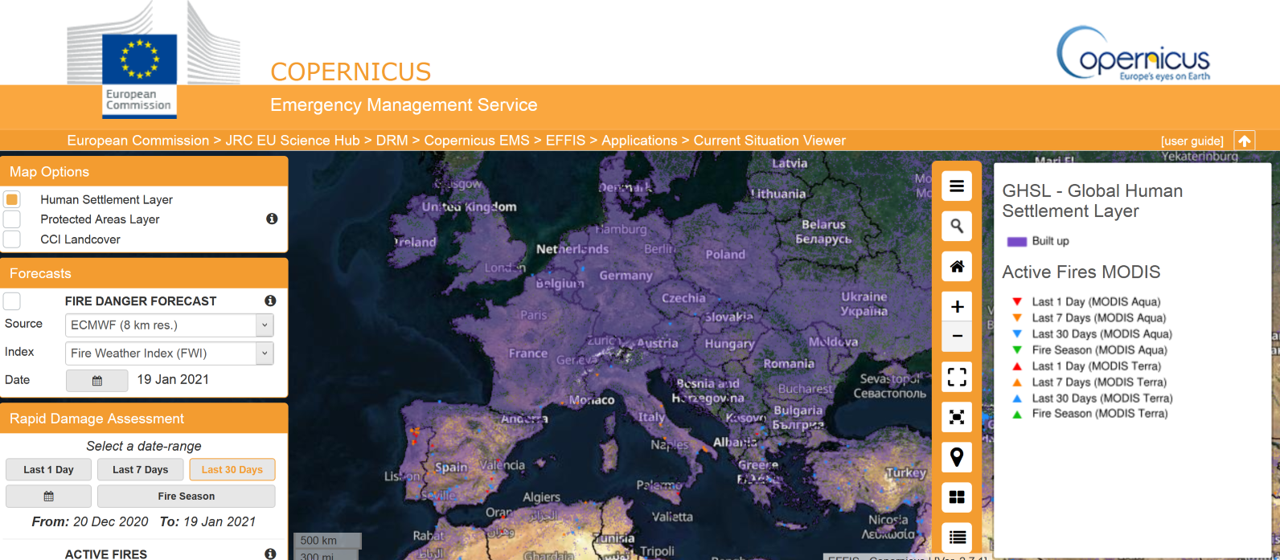 European
Commission
COPERNICUS
opernicus
Europe's eyes on Earth
Emergency Management Service
European Commission > JRC EU Science Hub > DRM > Copernicus EMS > EFFIS > Applications > Current Situation Viewer
[user guide]
Map Options
Human Settlement Layer
Protected Areas Layer
CCI Landcover
Forecasts
FIRE DANGER FORECAST
Source
ECMWF (8 km res.)
Index
Fire Weather Index (FWI)
Date
19 Jan 2021
Rapid Damage Assessment
Select a date-range
Last 1 Day
Last 7 Days
Last 30 Days
Fire Season
From: 20 Dec 2020 To: 19 Jan 2021
ACTIVE FIRES
Glasgow
United Kingdom
Ireland
London
Denmark
Latvia
Lithuania
Hamburg
Netherlands
Berlin
Poland
Belarus
Беларусь
Belgium
Germany
Czechia
Ukraine
Україна
Paris
Slovakia
France
Zurich
Austria
Hungary
Moldova
Geneva
Romania
Bosnia and
Herzegovina
Bucharest
Sevastopol
Севастополь
Monaco
Andorra
Italy
Kosovo
Bulgaria
България
Naples
Albania
Lisbon
Spain
Valencia
Greece
Seville
Palermo
Turkey
Algiers
Oran
Valletta
Nicosia
Λευκωσία
Rabat
Tunisia
Tripoli
Ghardaia
Mari El
Yekaterinburg
500 km
300 mi
GHSL - Global Human
Settlement Layer
Built up
Active Fires MODIS
Last 1 Day (MODIS Aqua)
Last 7 Days (MODIS Aqua)
Last 30 Days (MODIS Aqua)
Fire Season (MODIS Aqua)
Last 1 Day (MODIS Terra)
Last 7 Days (MODIS Terra)
Last 30 Days (MODIS Terra)
Fire Season (MODIS Terra)